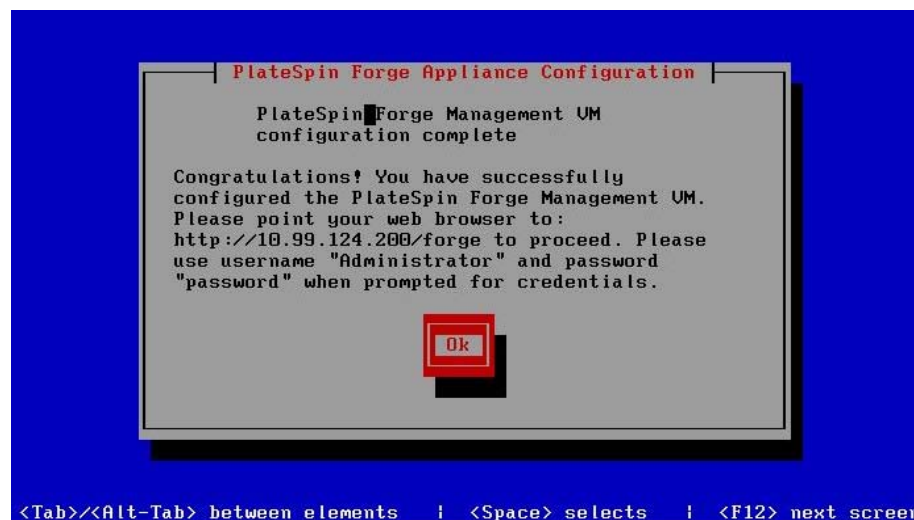 PlateSpin Forge Appliance Configuration
PlateSpin Forge Management VM
configuration complete
Congratulations! You have successfully
configured the PlateSpin Forge Management VM.
Please point your web browser to:
http://10.99.124.200/forge to proceed. Please
use username "Administrator" and password
"password" when prompted for credentials.
Ok
<Tab>/<Alt-Tab> between elements | <Space> selects | <F12> next screen